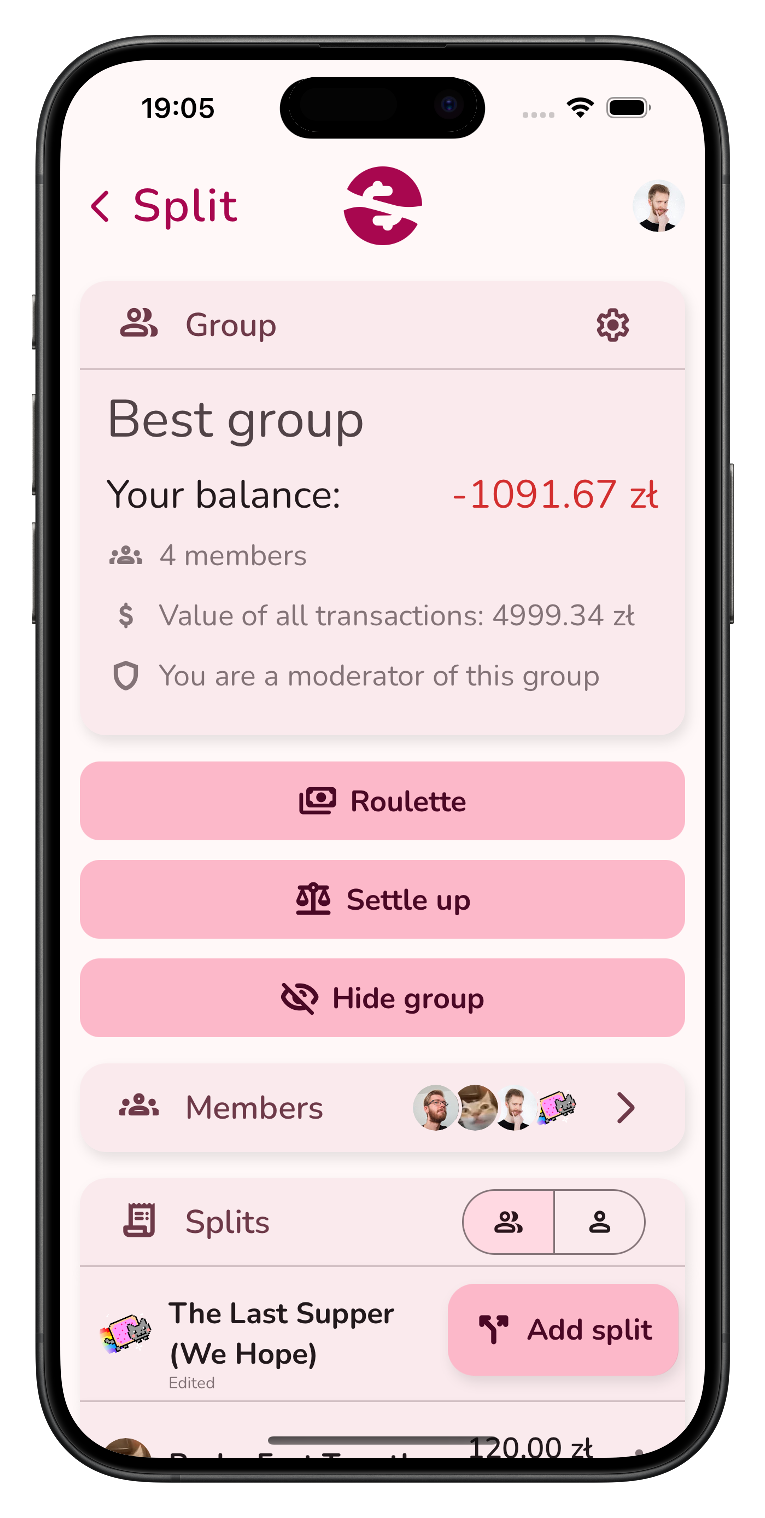 19:05
Split
Group
Best group
Your balance: -1091.67 zł
4 members
Value of all transactions: 4999.34 zł
You are a moderator of this group
Roulette
Settle up
Hide group
Members
Splits
The Last Supper
(We Hope)
Edited
Add split
120.00 zł